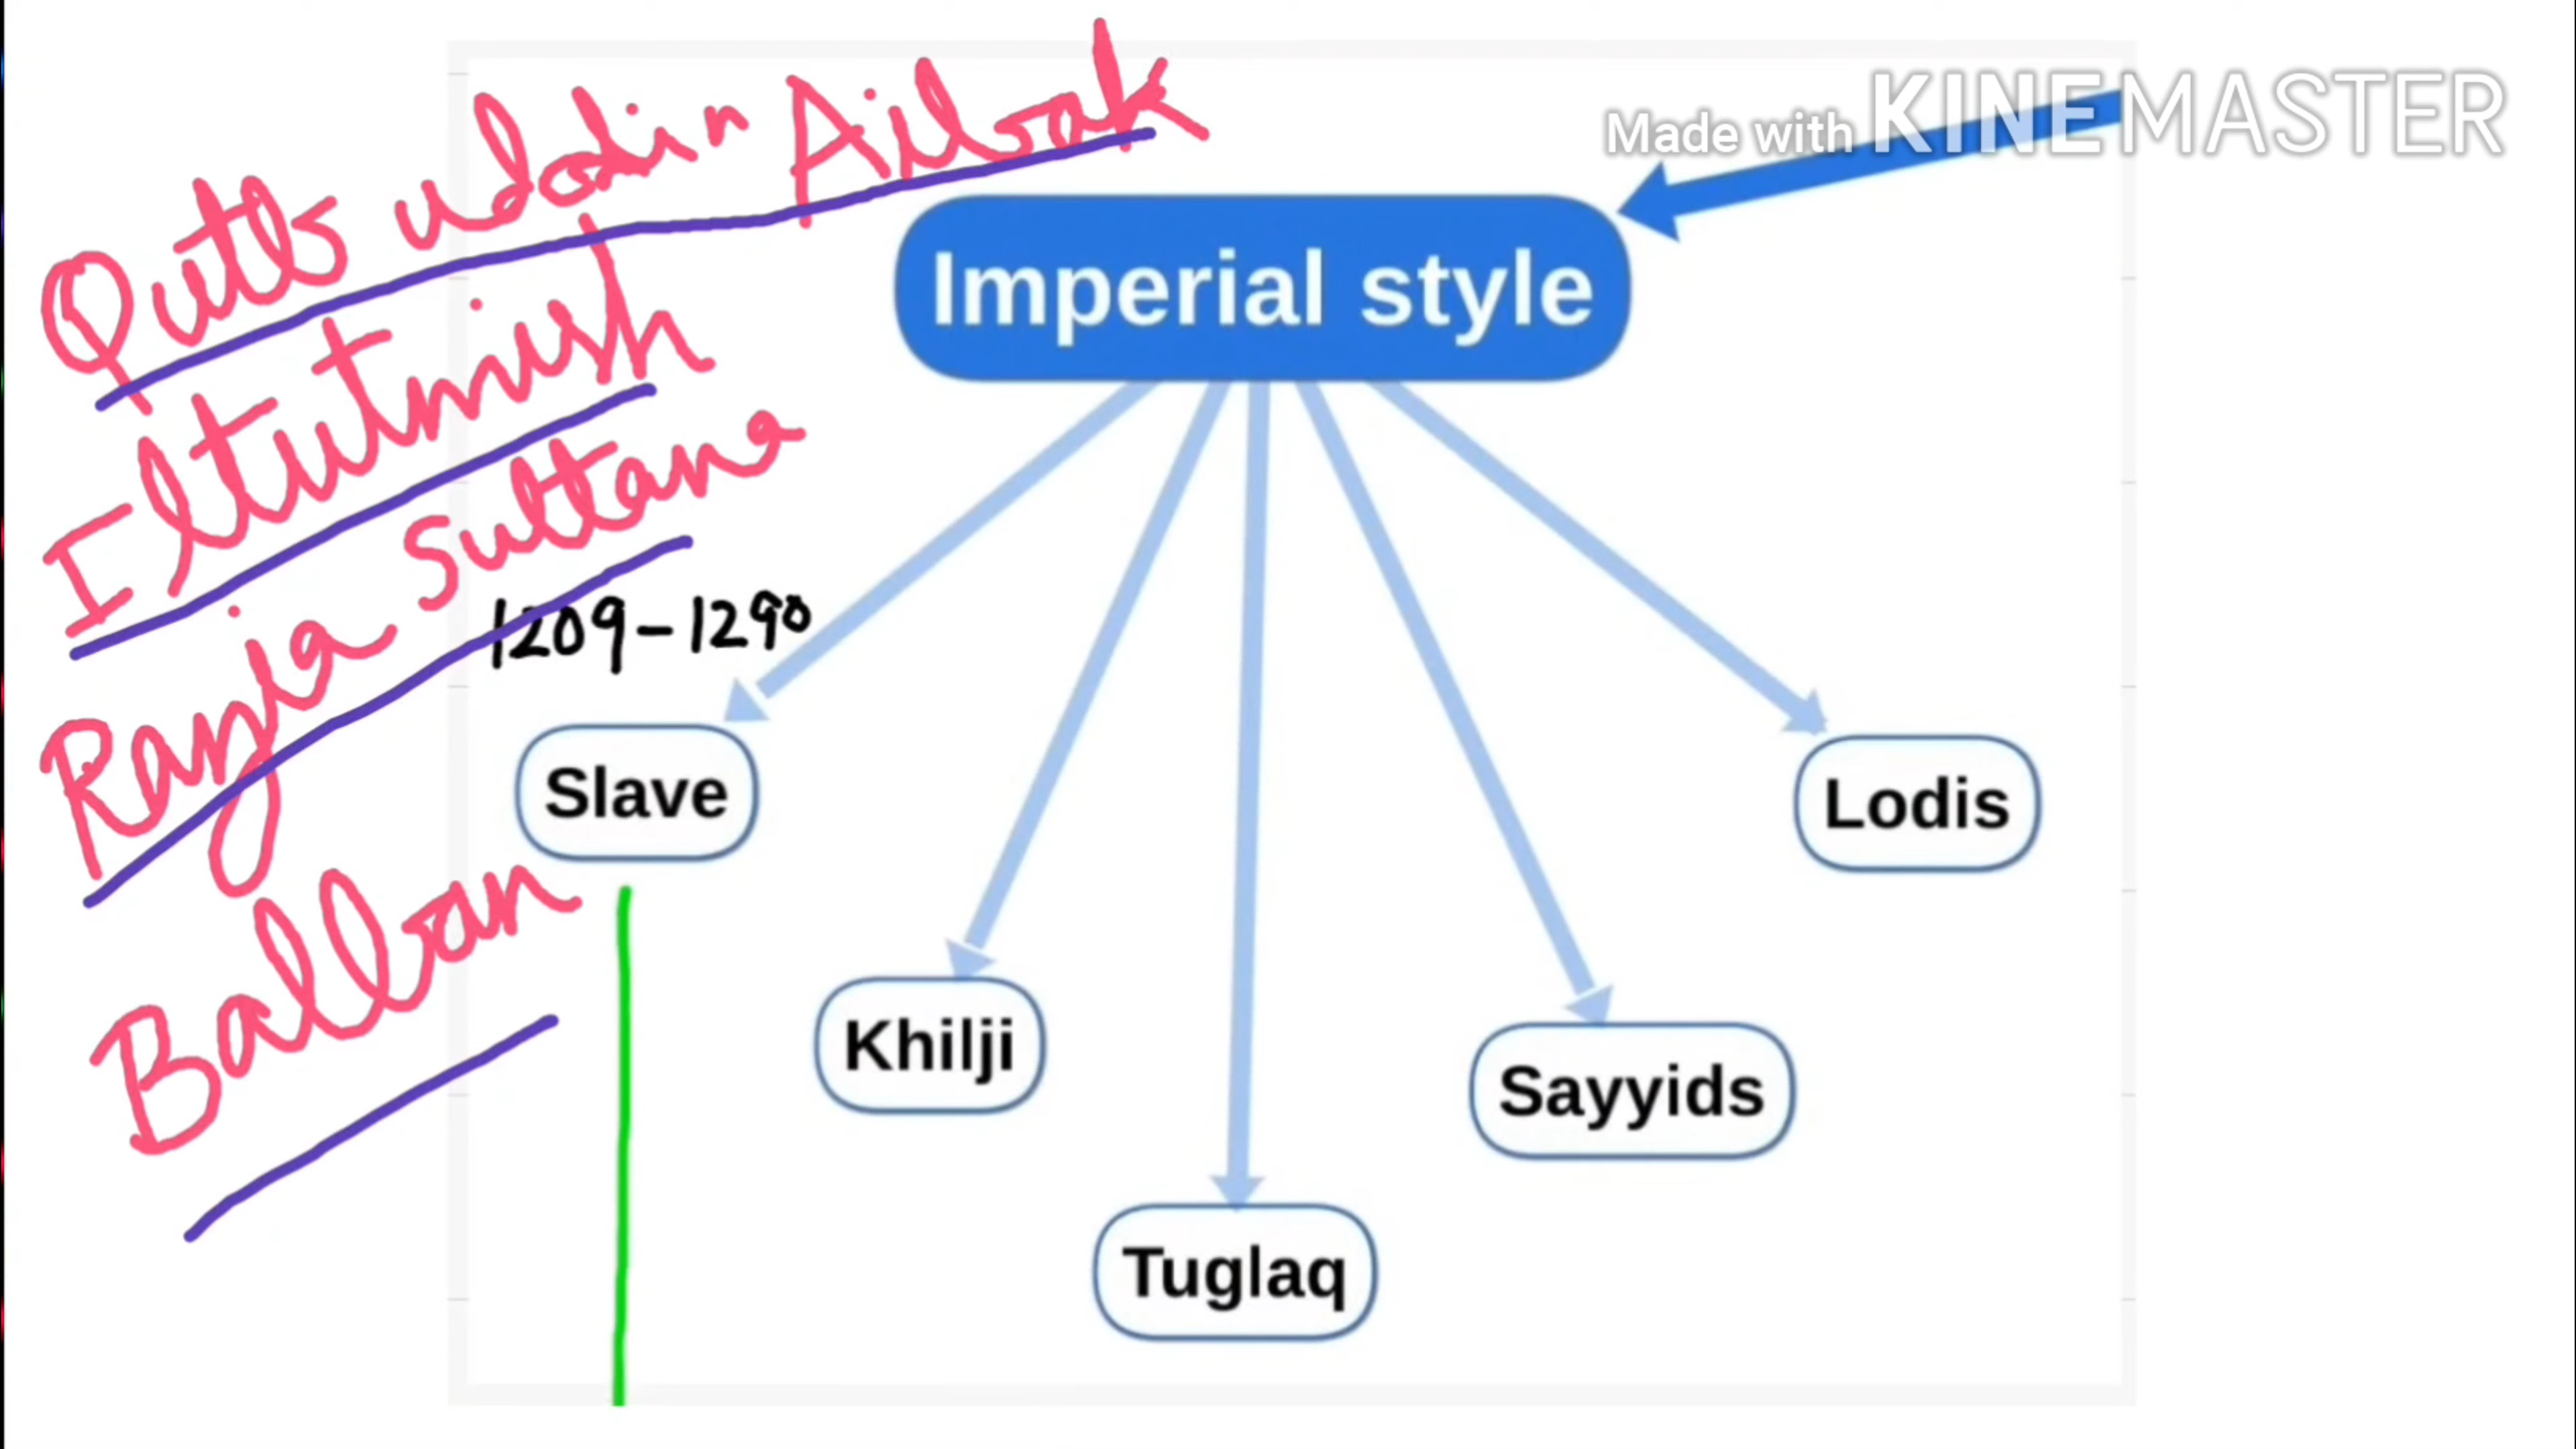 Qutb uddin Aibak
Made with KINEMASTER
Imperial style
Iltutmish
Razia Sultana
1209-1290
Slave
Lodis
Balban
Khilji
Sayyids
Tuglaq